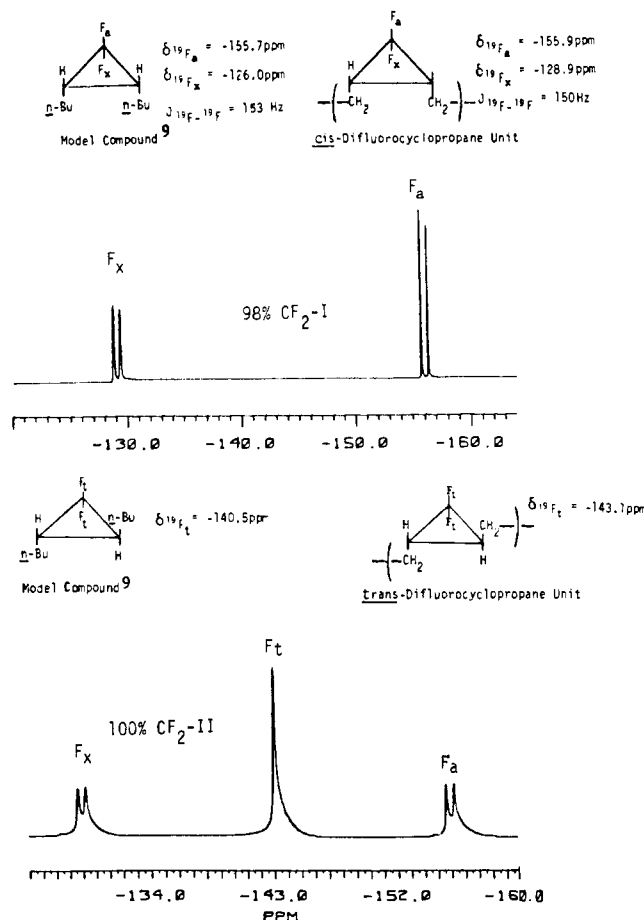 Fa
H Fx H
n-Bu n-Bu
δ19Fa = -155.7ppm
δ19Fx = -126.0ppm
J19F-19F = 153 Hz
Model Compound 9
Fa
H Fx
CH2 CH2
δ19Fa = -155.9ppm
δ19Fx = -128.9ppm
J19F-19F = 150Hz
cis-Difluorocyclopropane Unit
Fa
Fx
98% CF2-I
-130.0 -140.0 -150.0 -160.0
Ft
H Ft n-Bu
n-Bu H
δ19Ft = -140.5ppm
Model Compound 9
Ft
H Ft CH2
CH2 H
δ19Ft = -143.1ppm
trans-Difluorocyclopropane Unit
Ft
100% CF2-II
Fx Fa
-134.0 -143.0 -152.0 -160.0
PPM